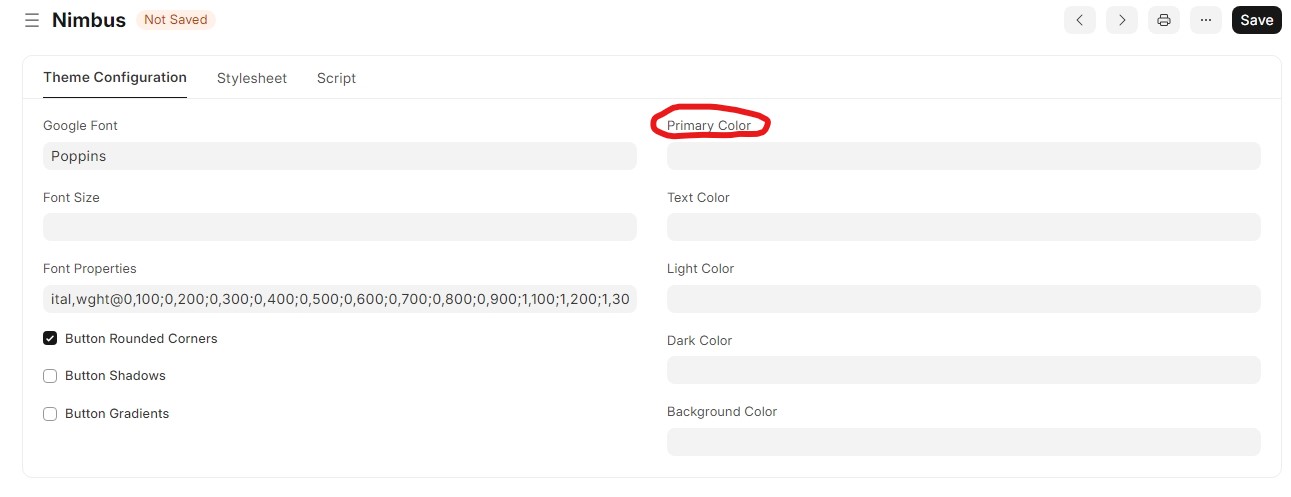 Nimbus Not Saved ... Save
Theme Configuration Stylesheet Script
Google Font
Poppins
Font Size
Font Properties
ital,wght@0,100;0,200;0,300;0,400;0,500;0,600;0,700;0,800;0,900;1,100;1,200;1,30
Button Rounded Corners
Button Shadows
Button Gradients
Primary Color
Text Color
Light Color
Dark Color
Background Color